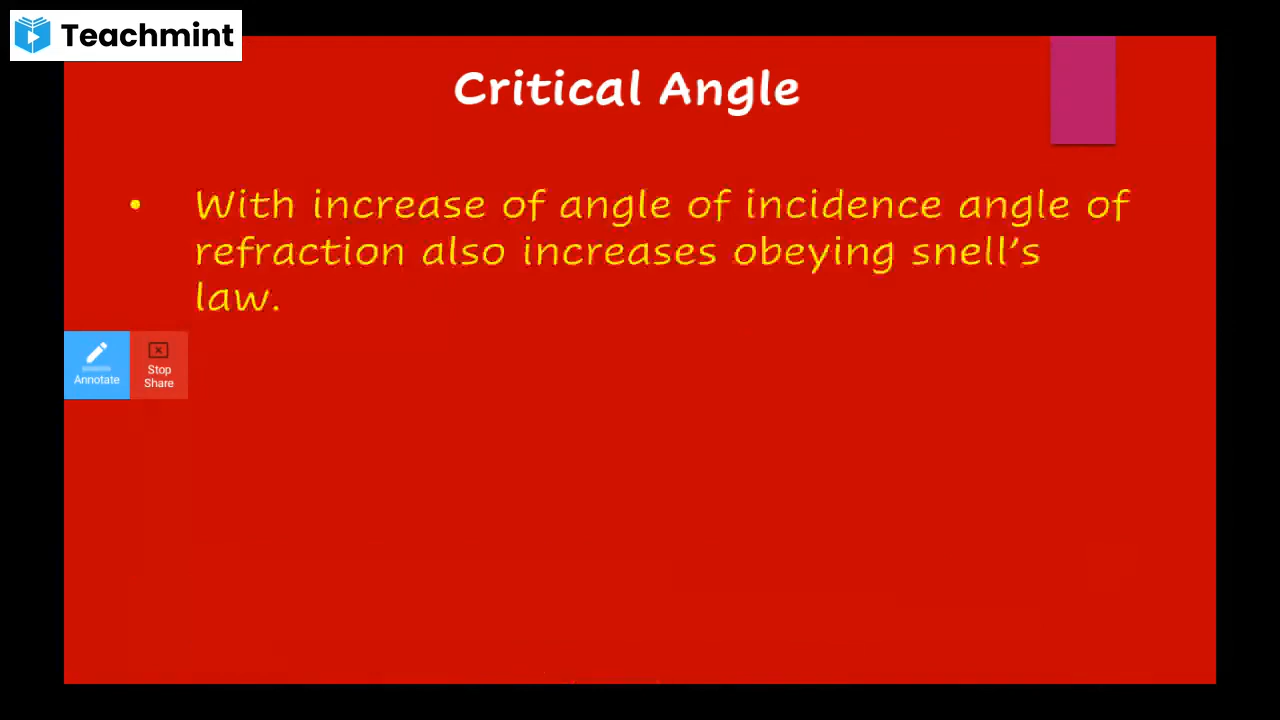 Teachmint
Critical Angle
• With increase of angle of incidence angle of
refraction also increases obeying snell’s
law.
Annotate
Stop
Share